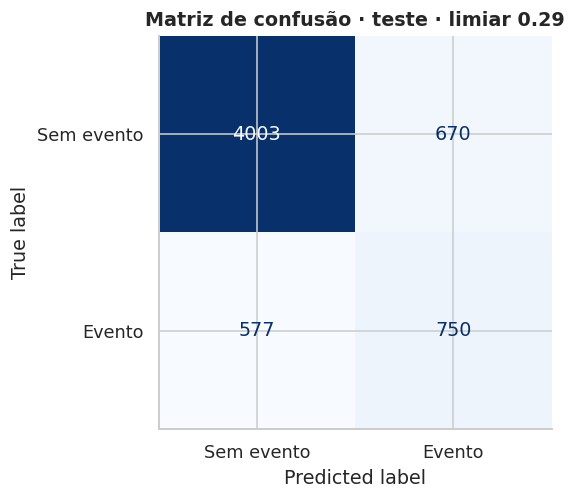 Matriz de confusão · teste · limiar 0.29
Sem evento
4003
670
True label
Evento
577
750
Sem evento
Evento
Predicted label